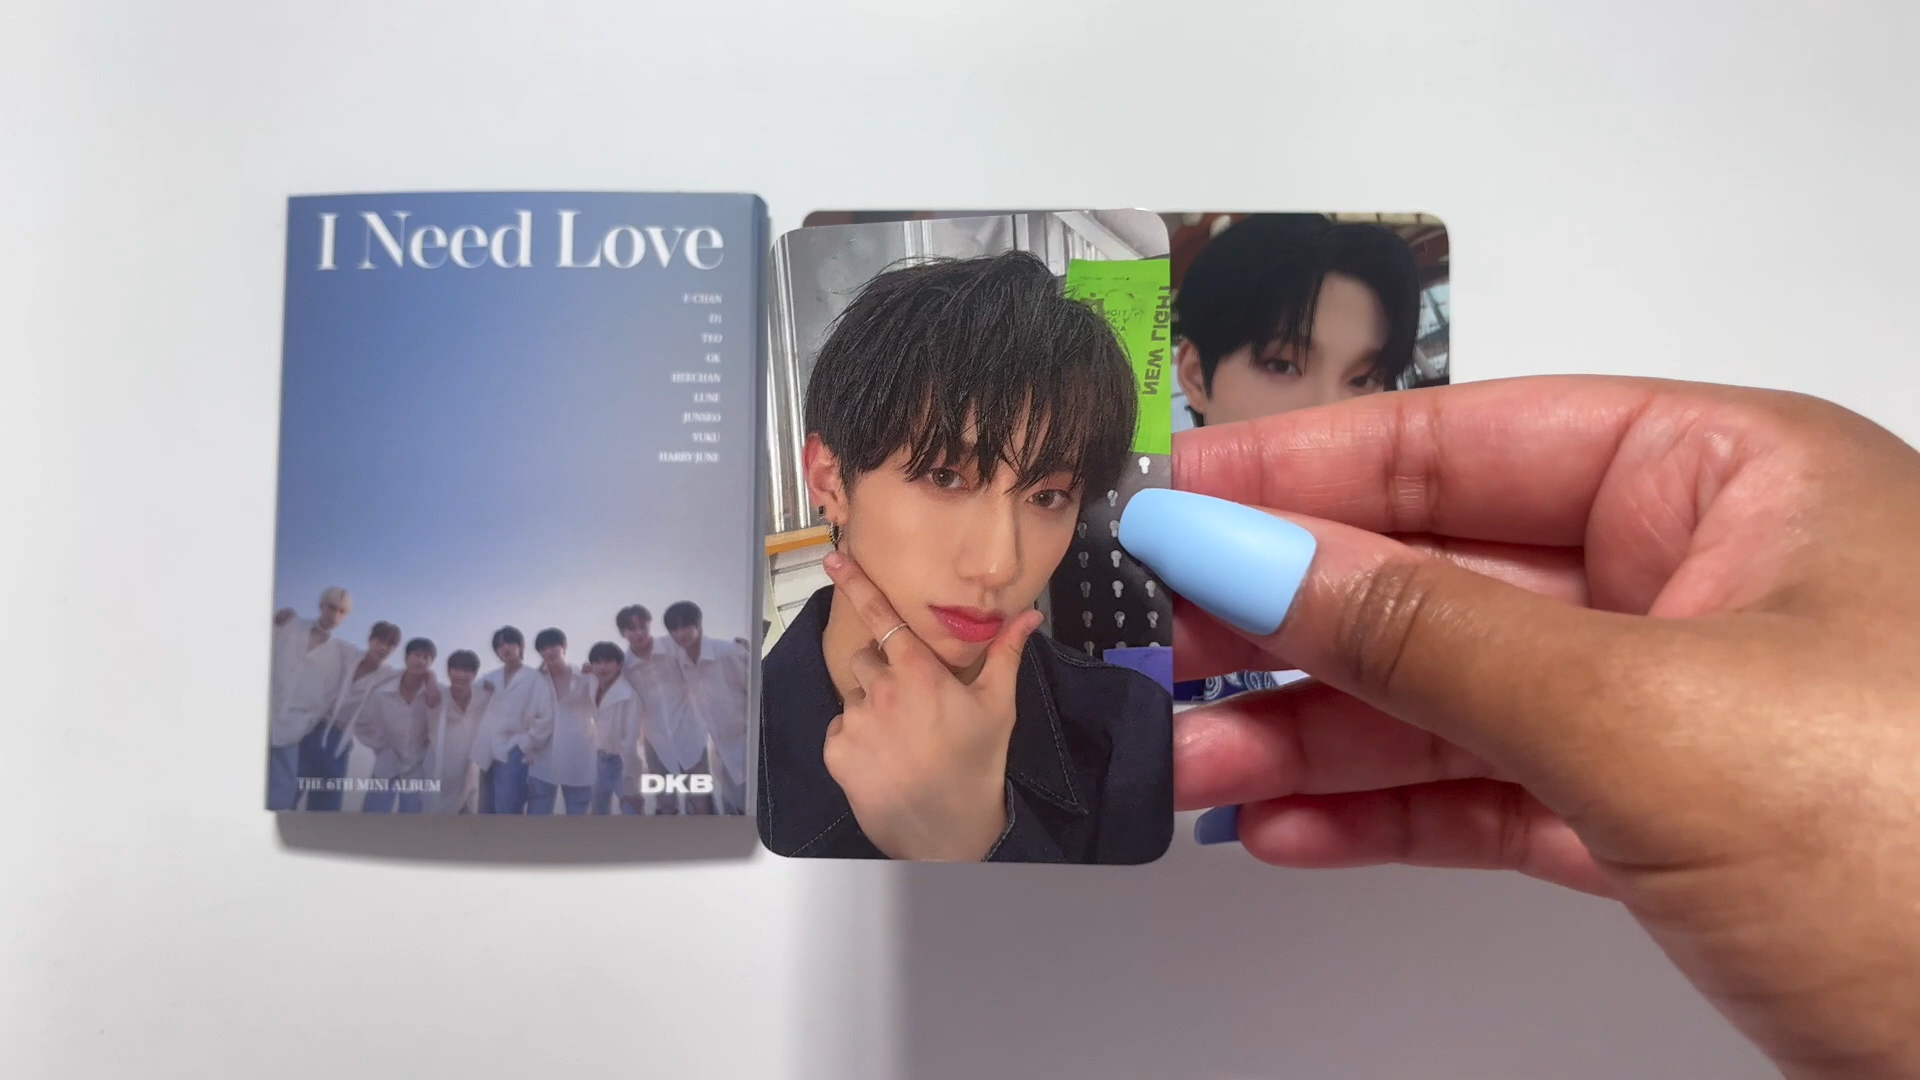 I Need Love
E-CHAN
D1
TEO
GK
HEECHAN
LUNE
JUNSEO
YUKU
HARRY-JUNE
THE 6TH MINI ALBUM
DKB
NEW LIGHT